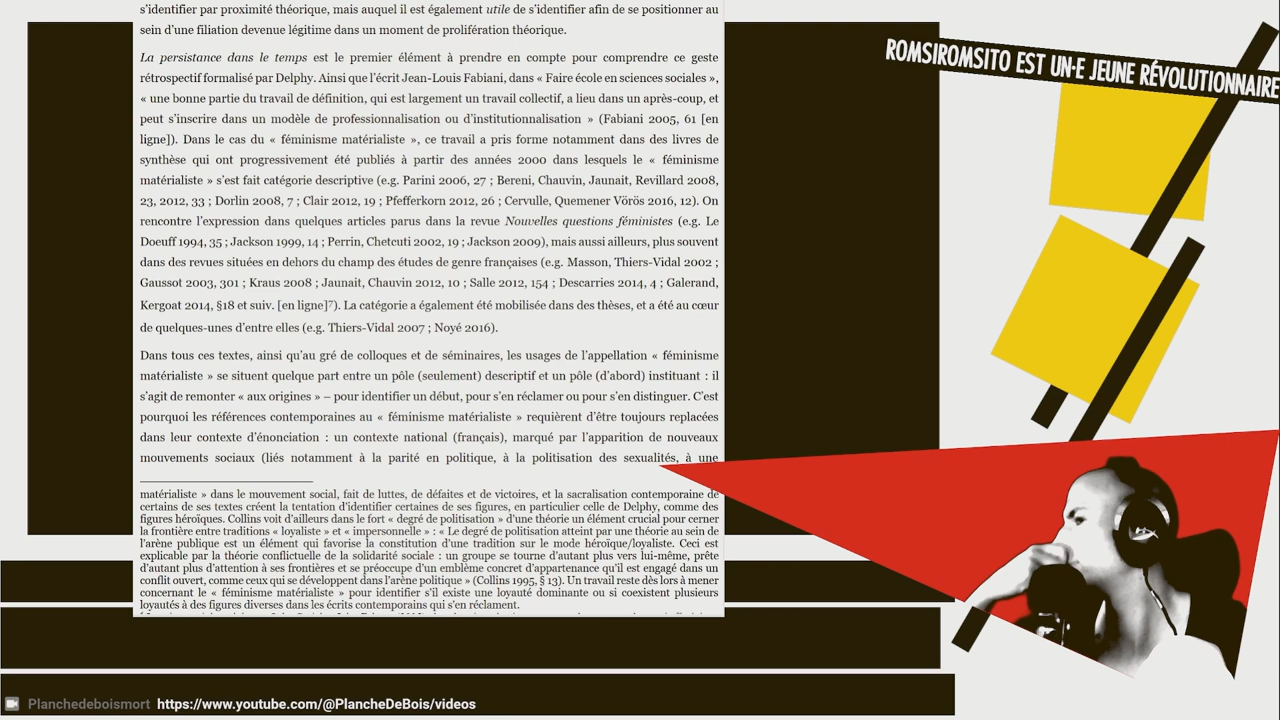 s’identifier par proximité théorique, mais auquel il est également utile de s’identifier afin de se positionner au
sein d’une filiation devenue légitime dans un moment de prolifération théorique.
La persistance dans le temps est le premier élément à prendre en compte pour comprendre ce geste
rétrospectif formalisé par Delphy. Ainsi que l’écrit Jean-Louis Fabiani, dans « Faire école en sciences sociales »,
« une bonne partie du travail de définition, qui est largement un travail collectif, a lieu dans un après-coup, et
peut s’inscrire dans un modèle de professionnalisation ou d’institutionnalisation » (Fabiani 2005, 61 [en
ligne]). Dans le cas du « féminisme matérialiste », ce travail a pris forme notamment dans des livres de
synthèse qui ont progressivement été publiés à partir des années 2000 dans lesquels le « féminisme
matérialiste » s’est fait catégorie descriptive (e.g. Parini 2006, 27 ; Bereni, Chauvin, Jaunait, Revillard 2008,
23, 2012, 33 ; Dorlin 2008, 7 ; Clair 2012, 19 ; Pfefferkorn 2012, 26 ; Cervulle, Quemener Vörös 2016, 12). On
rencontre l’expression dans quelques articles parus dans la revue Nouvelles questions féministes (e.g. Le
Doeuff 1994, 35 ; Jackson 1999, 14 ; Perrin, Chetcuti 2002, 19 ; Jackson 2009), mais aussi ailleurs, plus souvent
dans des revues situées en dehors du champ des études de genre françaises (e.g. Masson, Thiers-Vidal 2002 ;
Gaussot 2003, 301 ; Kraus 2008 ; Jaunait, Chauvin 2012, 10 ; Salle 2012, 154 ; Descarries 2014, 4 ; Galerand,
Kergoat 2014, §18 et suiv. [en ligne]⁷). La catégorie a également été mobilisée dans des thèses, et a été au cœur
de quelques-unes d’entre elles (e.g. Thiers-Vidal 2007 ; Noyé 2016).
Dans tous ces textes, ainsi qu’au gré de colloques et de séminaires, les usages de l’appellation « féminisme
matérialiste » se situent quelque part entre un pôle (seulement) descriptif et un pôle (d’abord) instituant : il
s’agit de remonter « aux origines » – pour identifier un début, pour s’en réclamer ou pour s’en distinguer. C’est
pourquoi les références contemporaines au « féminisme matérialiste » requièrent d’être toujours replacées
dans leur contexte d’énonciation : un contexte national (français), marqué par l’apparition de nouveaux
mouvements sociaux (liés notamment à la parité en politique, à la politisation des sexualités, à une
matérialiste » dans le mouvement social, fait de luttes, de défaites et de victoires, et la sacralisation contemporaine de
certains de ses textes créent la tentation d’identifier certaines de ses figures, en particulier celle de Delphy, comme des
figures héroïques. Collins voit d’ailleurs dans le fort « degré de politisation » d’une théorie un élément crucial pour cerner
la frontière entre traditions « loyaliste » et « impersonnelle » : « Le degré de politisation atteint par une théorie au sein de
l’arène publique est un élément qui favorise la constitution d’une tradition sur le mode héroïque/loyaliste. Ceci est
explicable par la théorie conflictuelle de la solidarité sociale : un groupe se tourne d’autant plus vers lui-même, prête
d’autant plus d’attention à ses frontières et se préoccupe d’un emblème concret d’appartenance qu’il est engagé dans un
conflit ouvert, comme ceux qui se développent dans l’arène politique » (Collins 1995, § 13). Un travail reste dès lors à mener
concernant le « féminisme matérialiste » pour identifier s’il existe une loyauté dominante ou si coexistent plusieurs
loyautés à des figures diverses dans les écrits contemporains qui s’en réclament.
ROMSIROMSITO EST UN·E JEUNE RÉVOLUTIONNAIRE
Planchedeboismort https://www.youtube.com/@PlancheDeBois/videos